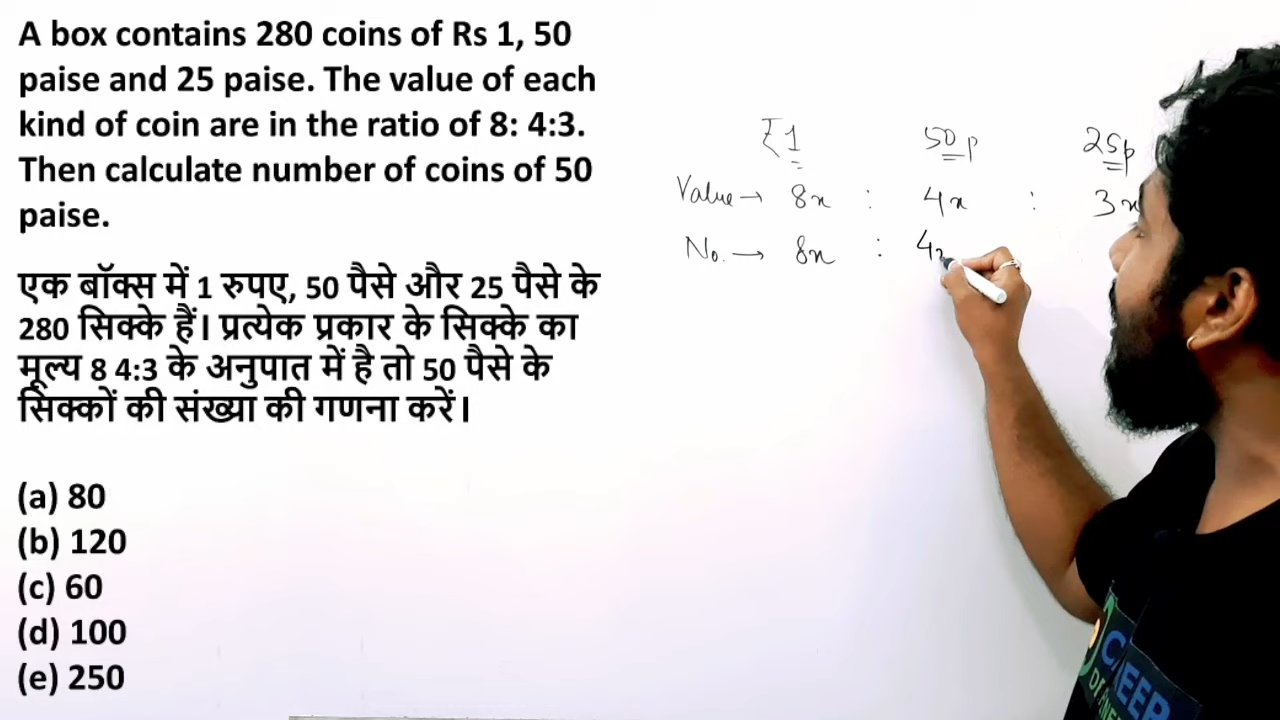 A box contains 280 coins of Rs 1, 50
paise and 25 paise. The value of each
kind of coin are in the ratio of 8: 4:3.
Then calculate number of coins of 50
paise.
एक बॉक्स में 1 रुपए, 50 पैसे और 25 पैसे के
280 सिक्के हैं। प्रत्येक प्रकार के सिक्के का
मूल्य 8 4:3 के अनुपात में है तो 50 पैसे के
सिक्कों की संख्या की गणना करें।
(a) 80
(b) 120
(c) 60
(d) 100
(e) 250
₹1 50p 25p
Value → 8x : 4x : 3x
No. → 8x : 4x